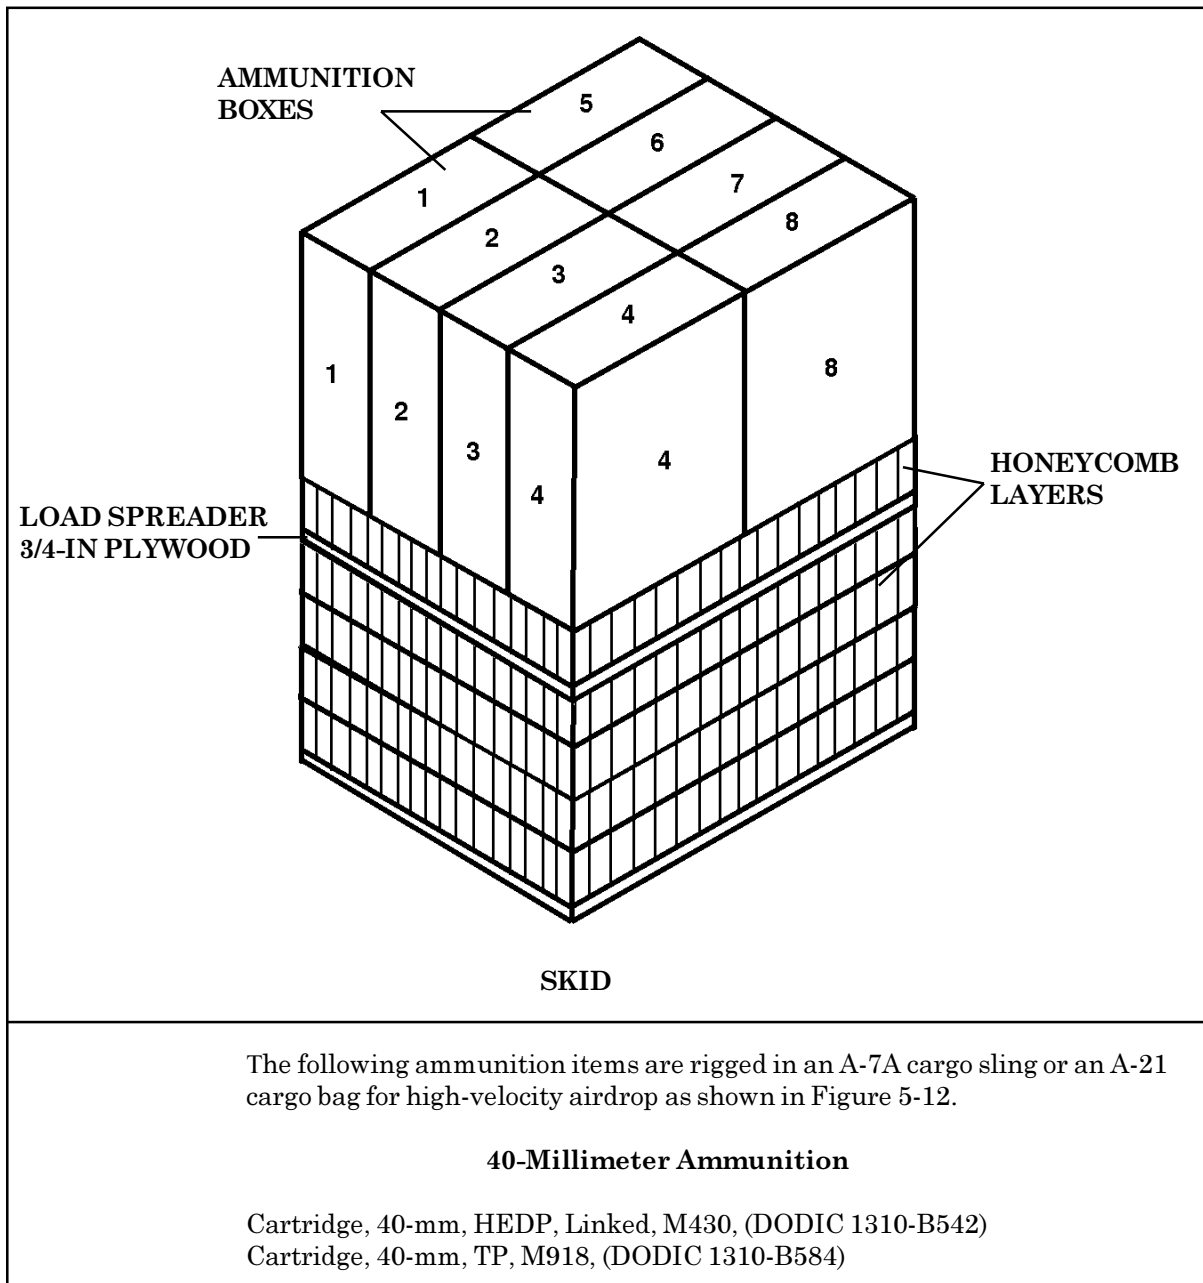 AMMUNITION
BOXES
5
6
7
8
1
2
3
4
1
2
3
4
4
8
HONEYCOMB
LAYERS
LOAD SPREADER
3/4-IN PLYWOOD
SKID
The following ammunition items are rigged in an A-7A cargo sling or an A-21
cargo bag for high-velocity airdrop as shown in Figure 5-12.
40-Millimeter Ammunition
Cartridge, 40-mm, HEDP, Linked, M430, (DODIC 1310-B542)
Cartridge, 40-mm, TP, M918, (DODIC 1310-B584)